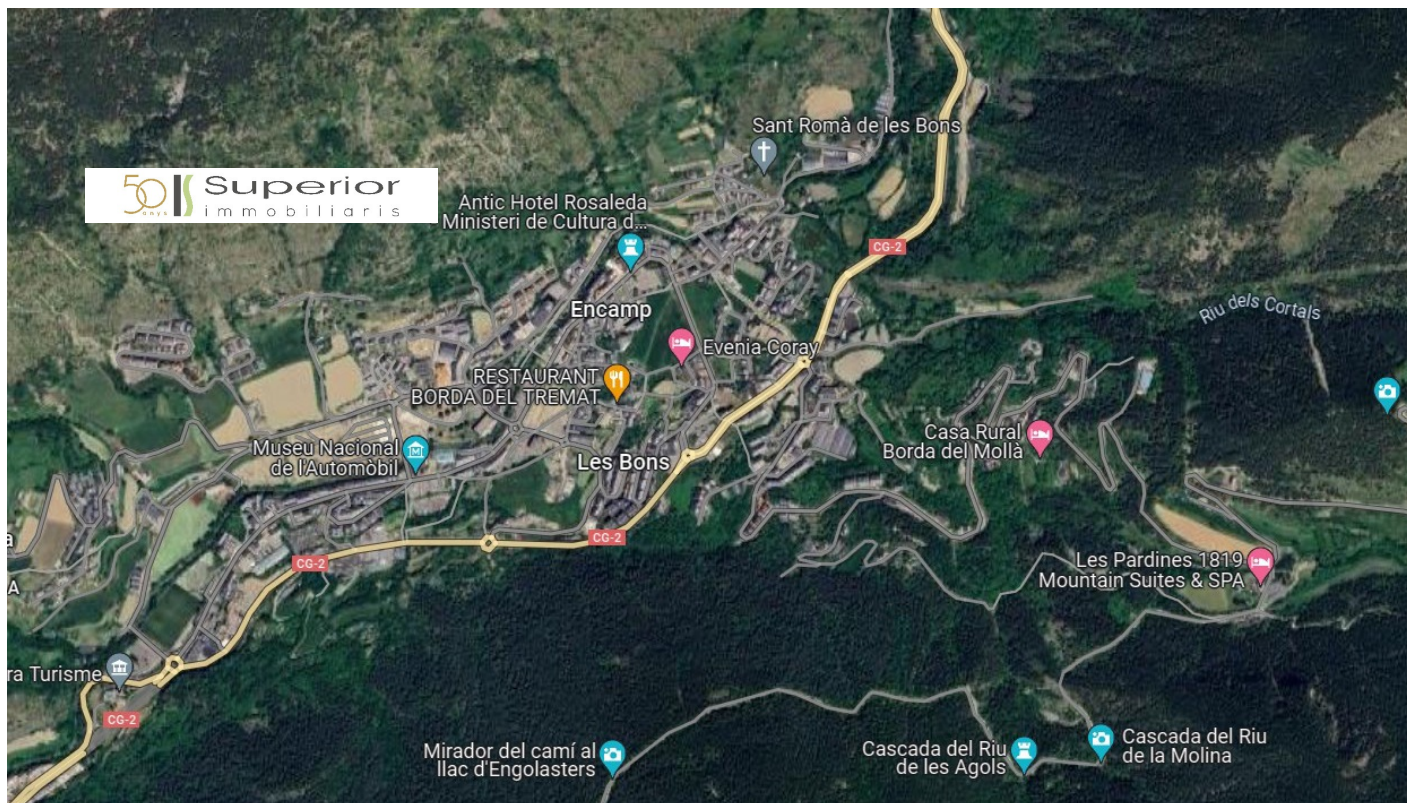 Sant Romà de les Bons
50 anys Superior
immobiliaris
Antic Hotel Rosaleda
Ministeri de Cultura d...
CG-2
Encamp
Riu dels Cortals
Evenia Coray
RESTAURANT
BORDA DEL TREMAT
Casa Rural
Borda del Mollà
Museu Nacional
de l'Automòbil
Les Bons
CG-2
CG-2
Les Pardines 1819
Mountain Suites & SPA
a
A
ra Turisme
CG-2
Mirador del camí al
llac d'Engolasters
Cascada del Riu
de les Agols
Cascada del Riu
de la Molina